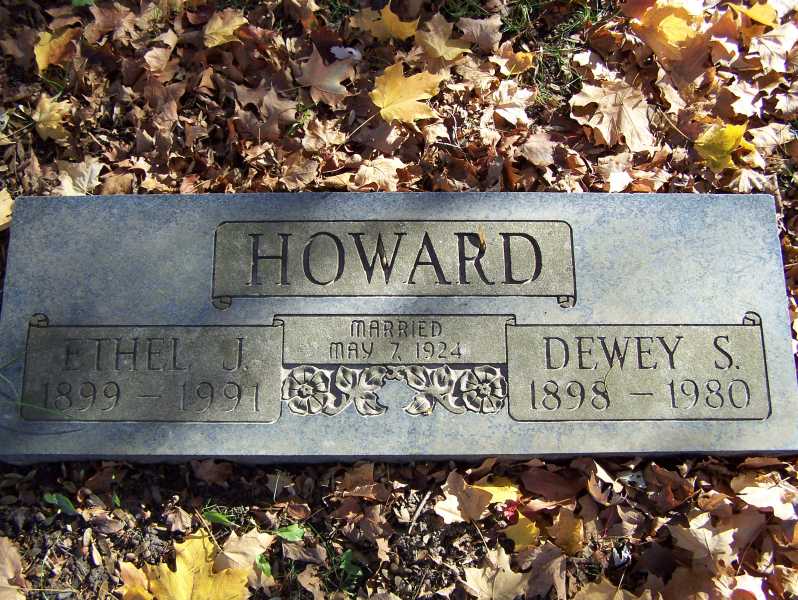 HOWARD
MARRIED
MAY 7, 1924
ETHEL J.
1899 – 1991
DEWEY S.
1898 – 1980